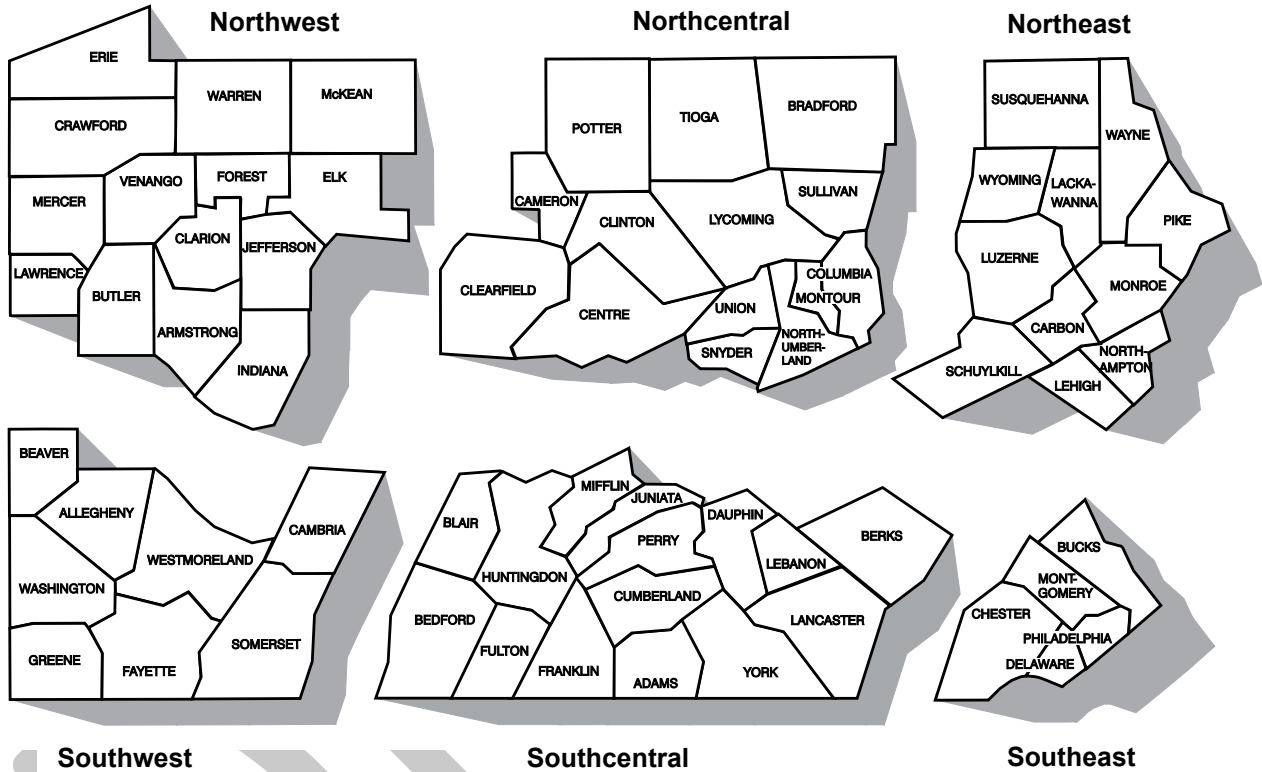 Northwest
ERIE
WARREN
McKEAN
CRAWFORD
VENANGO
FOREST
ELK
MERCER
CLARION
JEFFERSON
LAWRENCE
BUTLER
ARMSTRONG
INDIANA
Northcentral
POTTER
TIOGA
BRADFORD
CAMERON
CLINTON
LYCOMING
SULLIVAN
CLEARFIELD
CENTRE
UNION
COLUMBIA
MONTOUR
SNYDER
NORTH-
UMBER-
LAND
Northeast
SUSQUEHANNA
WAYNE
WYOMING
LACKA-
WANNA
PIKE
LUZERNE
MONROE
CARBON
SCHUYLKILL
NORTH-
AMPTON
LEHIGH
BEAVER
ALLEGHENY
CAMBRIA
WESTMORELAND
WASHINGTON
SOMERSET
GREENE
FAYETTE
Southwest
MIFFLIN
JUNIATA
BLAIR
DAUPHIN
PERRY
BERKS
LEBANON
HUNTINGDON
CUMBERLAND
BEDFORD
LANCASTER
FULTON
FRANKLIN
ADAMS
YORK
Southcentral
BUCKS
MONT-
GOMERY
CHESTER
PHILADELPHIA
DELAWARE
Southeast